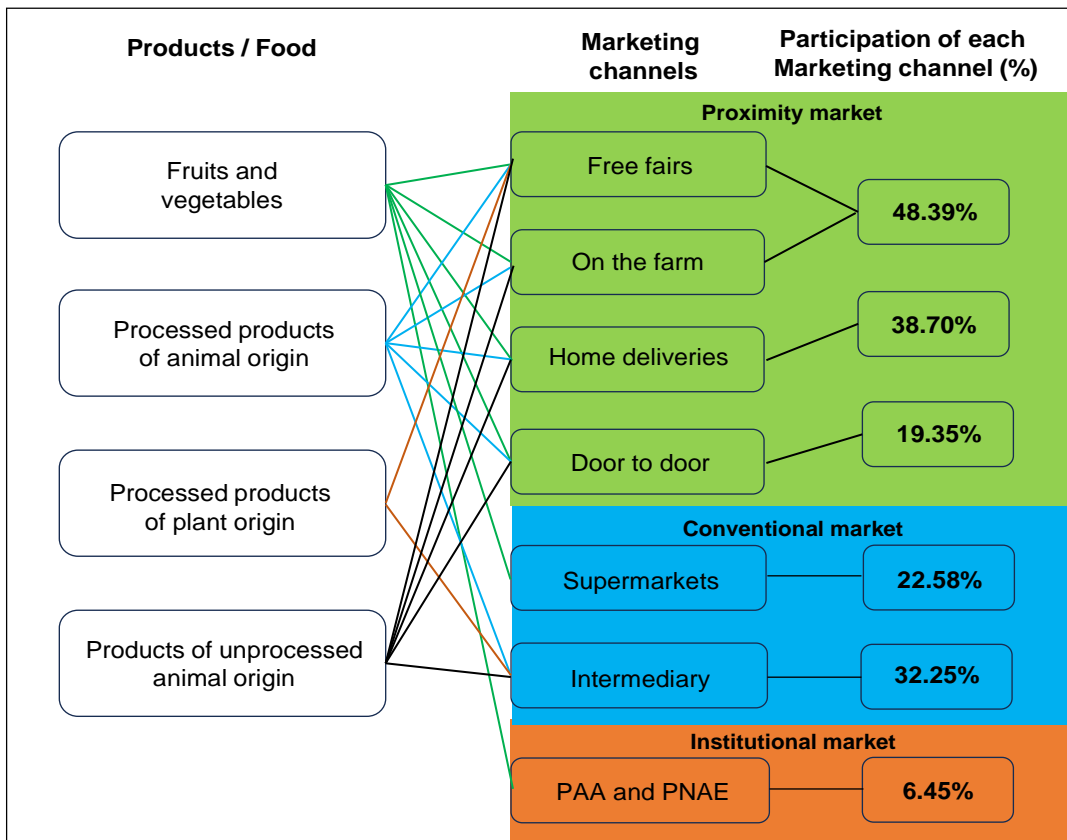 Products / Food
Marketing
channels
Participation of each
Marketing channel (%)
Proximity market
Fruits and
vegetables
Free fairs
48.39%
On the farm
Processed products
of animal origin
Home deliveries
38.70%
Processed products
of plant origin
Door to door
19.35%
Conventional market
Supermarkets
22.58%
Products of unprocessed
animal origin
Intermediary
32.25%
Institutional market
PAA and PNAE
6.45%